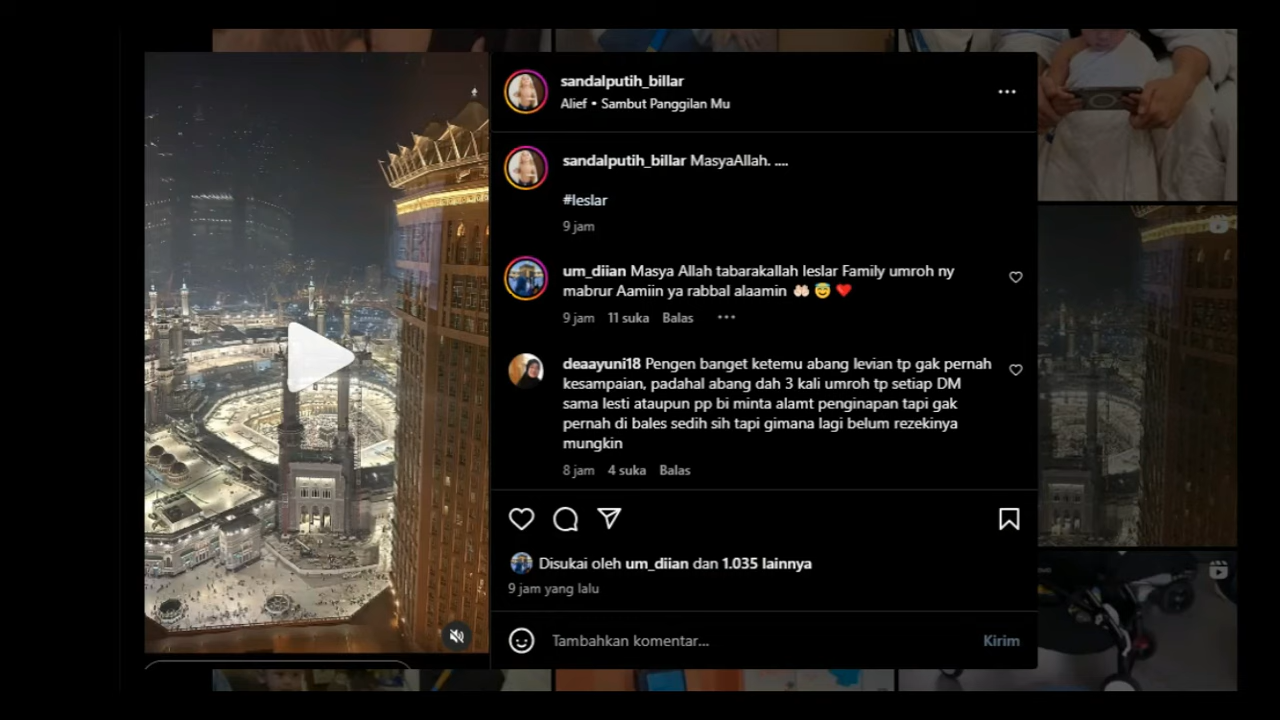 sandalputih_billar
Alief • Sambut Panggilan Mu
sandalputih_billar MasyaAllah. ....
#leslar
9 jam
um_diian Masya Allah tabarakallah leslar Family umroh ny
mabrur Aamiin ya rabbal alaamin 🤲🏻 😇 ❤️
9 jam 11 suka Balas
deaayuni18 Pengen banget ketemu abang levian tp gak pernah
kesampaian, padahal abang dah 3 kali umroh tp setiap DM
sama lesti ataupun pp bi minta alamt penginapan tapi gak
pernah di bales sedih sih tapi gimana lagi belum rezekinya
mungkin
8 jam 4 suka Balas
Disukai oleh um_diian dan 1.035 lainnya
9 jam yang lalu
Tambahkan komentar... Kirim